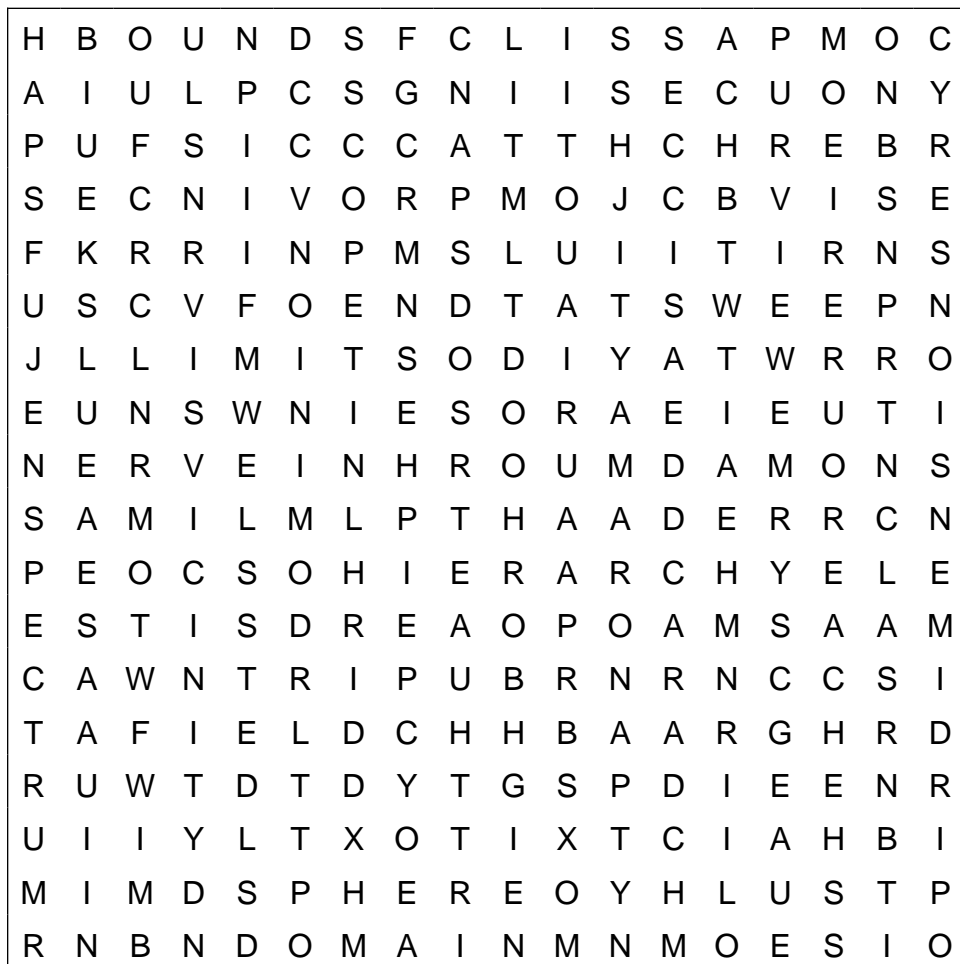 H B O U N D S F C L I S S A P M O C
A I U L P C S G N I I S E C U O N Y
P U F S I C C C A T T H C H R E B R
S E C N I V O R P M O J C B V I S E
F K R R I N P M S L U I I T I R N S
U S C V F O E N D T A T S W E E P N
J L L I M I T S O D I Y A T W R R O
E U N S W N I E S O R A E I E U T I
N E R V E I N H R O U M D A M O N S
S A M I L M L P T H A A D E R R C N
P E O C S O H I E R A R C H Y E L E
E S T I S D R E A O P O A M S A A M
C A W N T R I P U B R N R N C C S I
T A F I E L D C H H B A A R G H R D
R U W T D T D Y T G S P D I E E N R
U I I Y L T X O T I X T C I A H B I
M I M D S P H E R E O Y H L U S T P
R N B N D O M A I N M N M O E S I O